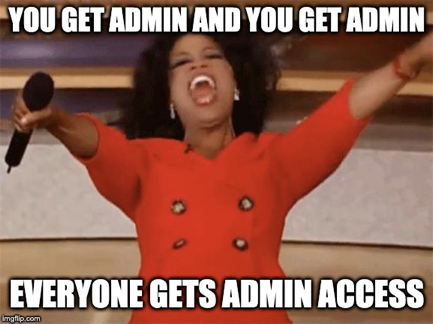 YOU GET ADMIN AND YOU GET ADMIN
EVERYONE GETS ADMIN ACCESS
imgflip.com